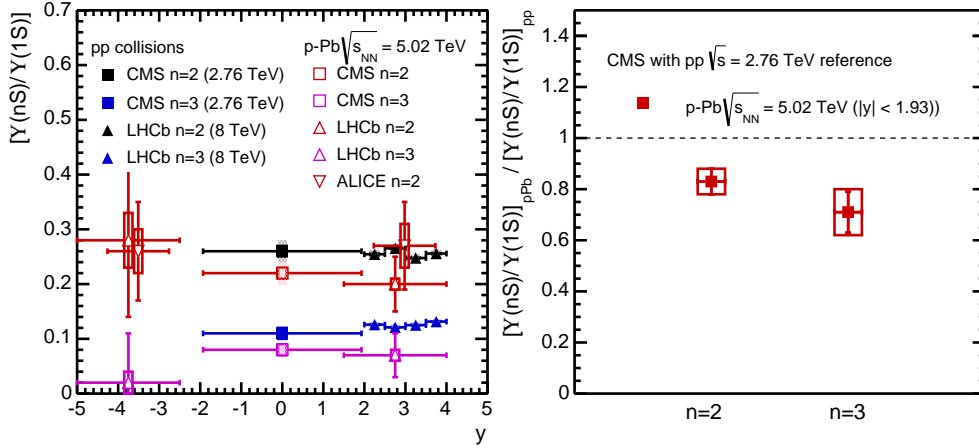 [ϒ(nS)/ϒ(1S)]
0.7
0.6
0.5
0.4
0.3
0.2
0.1
0
-5 -4 -3 -2 -1 0 1 2 3 4 5
y
pp collisions
CMS n=2 (2.76 TeV)
CMS n=3 (2.76 TeV)
LHCb n=2 (8 TeV)
LHCb n=3 (8 TeV)
p-Pb√s_NN = 5.02 TeV
CMS n=2
CMS n=3
LHCb n=2
LHCb n=3
ALICE n=2
[ϒ(nS)/ϒ(1S)]_pPb / [ϒ(nS)/ϒ(1S)]_pp
1.4
1.2
1
0.8
0.6
0.4
0.2
0
CMS with pp √s = 2.76 TeV reference
p-Pb√s_NN = 5.02 TeV (|y| < 1.93))
n=2 n=3